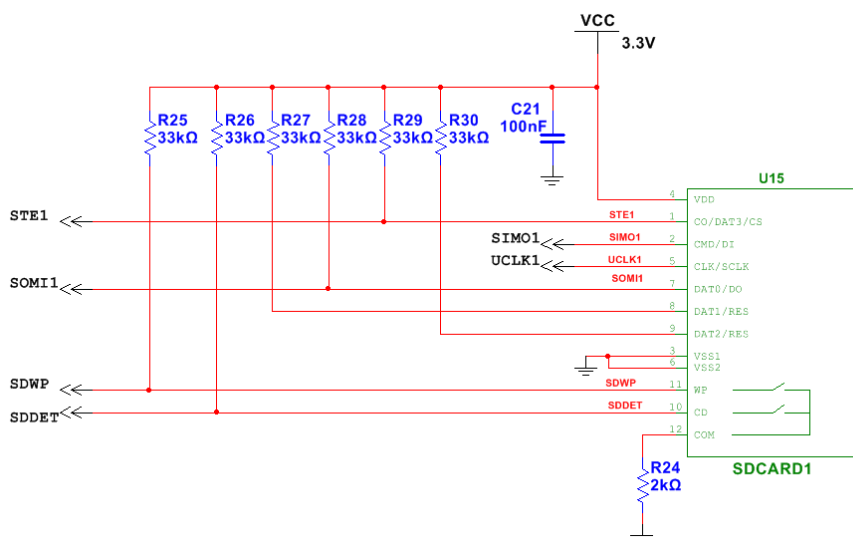 VCC
3.3V
R25 33kΩ
R26 33kΩ
R27 33kΩ
R28 33kΩ
R29 33kΩ
R30 33kΩ
C21 100nF
U15
4 VDD
STE1 STE1 1 CO/DAT3/CS
SIMO1 SIMO1 2 CMD/DI
UCLK1 UCLK1 5 CLK/SCLK
SOMI1 SOMI1 7 DAT0/DO
8 DAT1/RES
9 DAT2/RES
3 VSS1
6 VSS2
SDWP SDWP 11 WP
SDDET SDDET 10 CD
12 COM
R24 2kΩ
SDCARD1